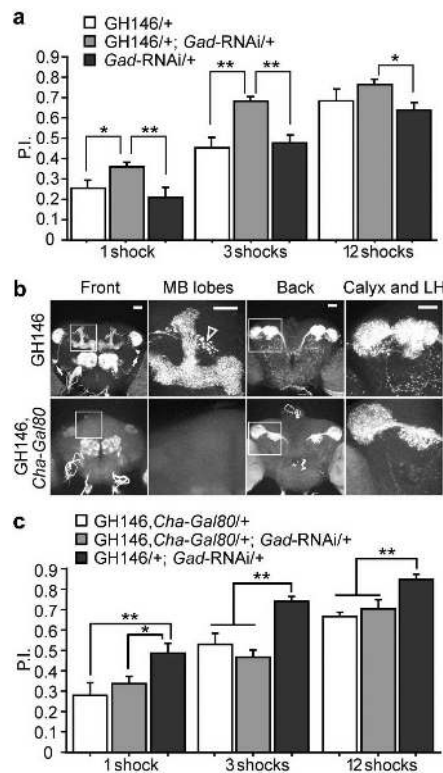 a
GH146/+
GH146/+; Gad-RNAi/+
Gad-RNAi/+
P.I.
0.9
0.8
0.7
0.6
0.5
0.4
0.3
0.2
0.1
0
* ** ** ** *
1 shock 3 shocks 12 shocks
b
Front MB lobes Back Calyx and LH
GH146
GH146,
Cha-Gal80
c
GH146,Cha-Gal80/+
GH146,Cha-Gal80/+; Gad-RNAi/+
GH146/+; Gad-RNAi/+
P.I.
0.9
0.8
0.7
0.6
0.5
0.4
0.3
0.2
0.1
0
** * ** **
1 shock 3 shocks 12 shocks